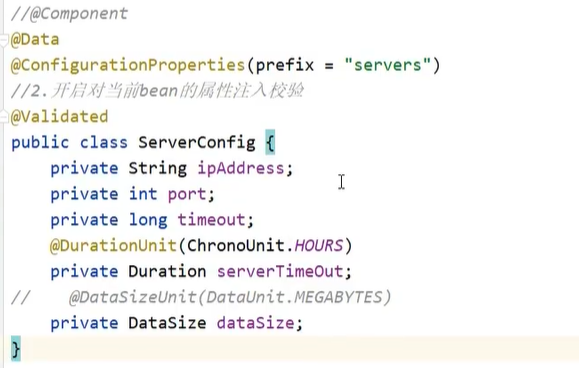 //@Component
@Data
@ConfigurationProperties(prefix = "servers")
//2.开启对当前bean的属性注入校验
@Validated
public class ServerConfig {
    private String ipAddress;
    private int port;
    private long timeout;
    @DurationUnit(ChronoUnit.HOURS)
    private Duration serverTimeOut;
//    @DataSizeUnit(DataUnit.MEGABYTES)
    private DataSize dataSize;
}